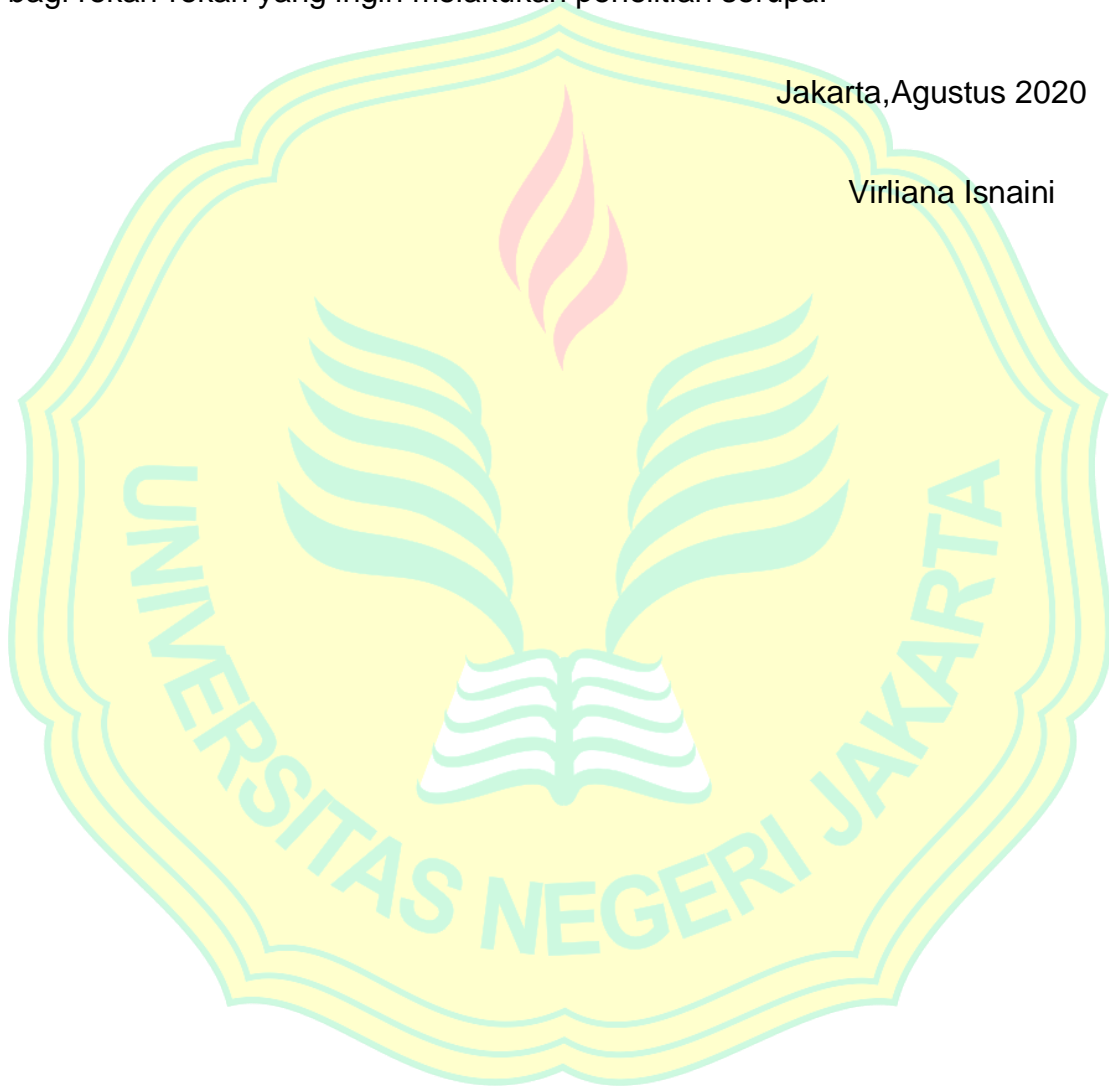 bagi rekan-rekan yang ingin melakukan penelitian serupa.
Jakarta,Agustus 2020
Virliana Isnaini
UNIVERSITAS NEGERI JAKARTA